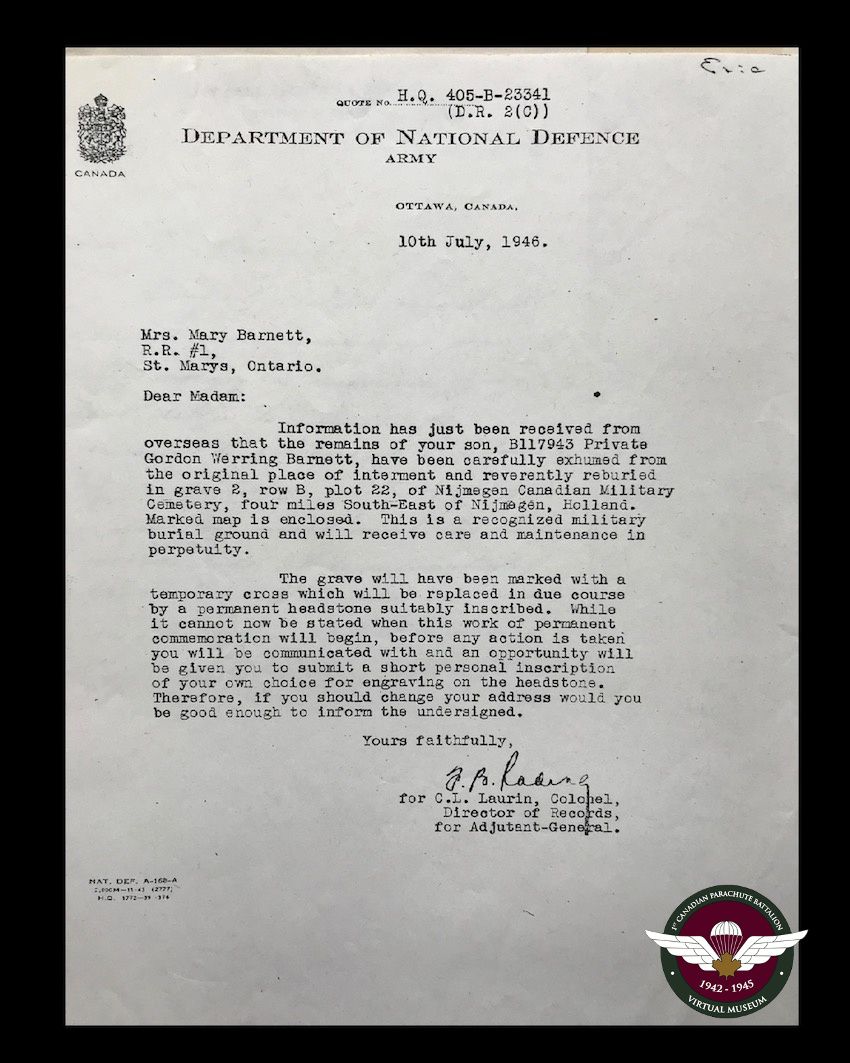 Eric
QUOTE NO. H.Q. 405-B-23341
(D.R. 2(C))
DEPARTMENT OF NATIONAL DEFENCE
ARMY
CANADA
OTTAWA, CANADA.
10th July, 1946.
Mrs. Mary Barnett,
R.R. #1,
St. Marys, Ontario.
Dear Madam:
Information has just been received from
overseas that the remains of your son, B117943 Private
Gordon Werring Barnett, have been carefully exhumed from
the original place of interment and reverently reburied
in grave 2, row B, plot 22, of Nijmegen Canadian Military
Cemetery, four miles South-East of Nijmegen, Holland.
Marked map is enclosed. This is a recognized military
burial ground and will receive care and maintenance in
perpetuity.
The grave will have been marked with a
temporary cross which will be replaced in due course
by a permanent headstone suitably inscribed. While
it cannot now be stated when this work of permanent
commemoration will begin, before any action is taken
you will be communicated with and an opportunity will
be given you to submit a short personal inscription
of your own choice for engraving on the headstone.
Therefore, if you should change your address would you
be good enough to inform the undersigned.
Yours faithfully,
for C.L. Laurin, Colonel,
Director of Records,
for Adjutant-General.
NAT. DEF. A-168-A
H.Q. 1772-39
1ST CANADIAN PARACHUTE BATTALION
1942 - 1945
VIRTUAL MUSEUM